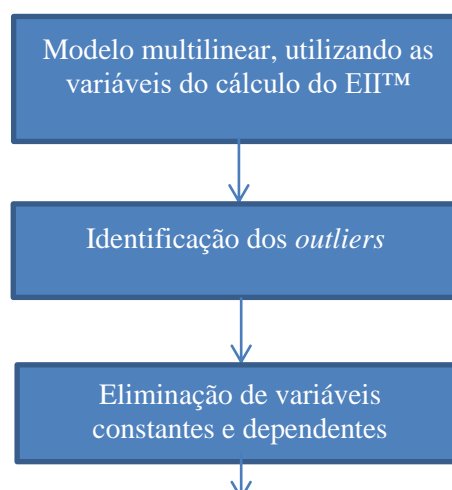 Modelo multilinear, utilizando as
variáveis do cálculo do EII™
Identificação dos outliers
Eliminação de variáveis
constantes e dependentes